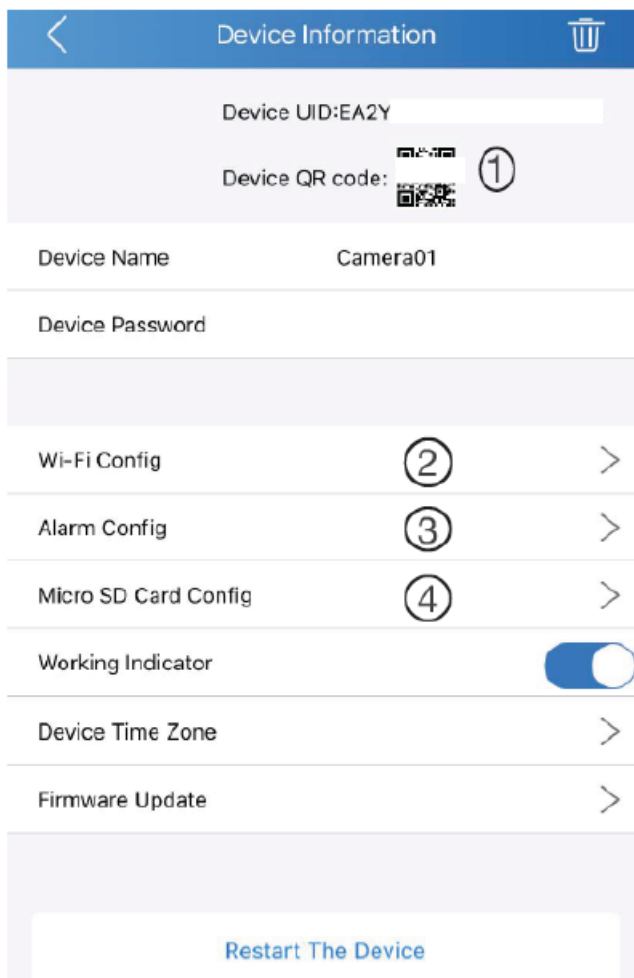 Device Information
Device UID:EA2Y
Device QR code: ①
Device Name Camera01
Device Password
Wi-Fi Config ②
Alarm Config ③
Micro SD Card Config ④
Working Indicator
Device Time Zone
Firmware Update
Restart The Device